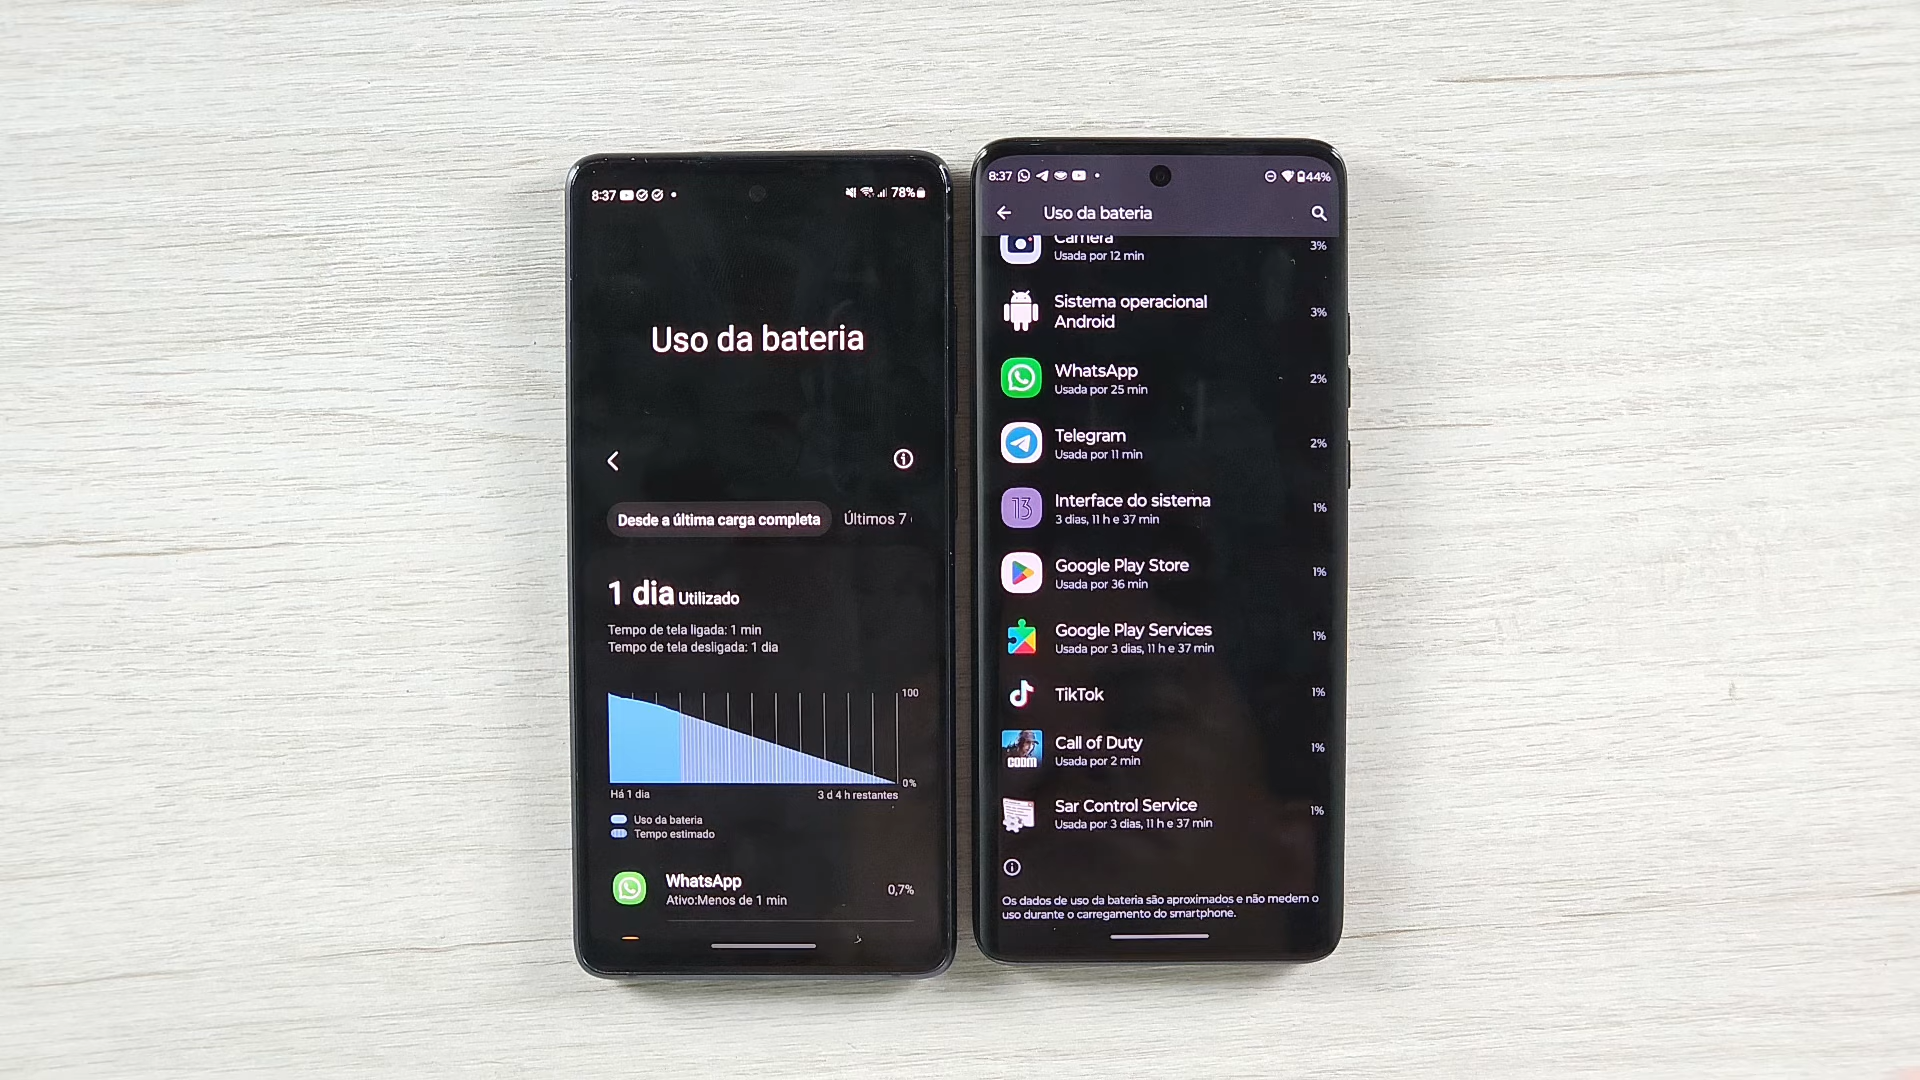 8:37
78%
Uso da bateria
Desde a última carga completa
Últimos 7
1 dia Utilizado
Tempo de tela ligada: 1 min
Tempo de tela desligada: 1 dia
100
0%
Há 1 dia
3 d 4 h restantes
Uso da bateria
Tempo estimado
WhatsApp
Ativo:Menos de 1 min
0,7%
8:37
44%
Uso da bateria
Camera
3%
Usada por 12 min
Sistema operacional
Android
3%
WhatsApp
Usada por 25 min
2%
Telegram
Usada por 11 min
2%
13
Interface do sistema
3 dias, 11 h e 37 min
1%
Google Play Store
Usada por 36 min
1%
Google Play Services
Usada por 3 dias, 11 h e 37 min
1%
TikTok
1%
CODM
Call of Duty
Usada por 2 min
1%
Sar Control Service
Usada por 3 dias, 11 h e 37 min
1%
Os dados de uso da bateria são aproximados e não medem o
uso durante o carregamento do smartphone.